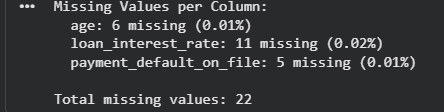 ••• Missing Values per Column:
age: 6 missing (0.01%)
loan_interest_rate: 11 missing (0.02%)
payment_default_on_file: 5 missing (0.01%)
Total missing values: 22